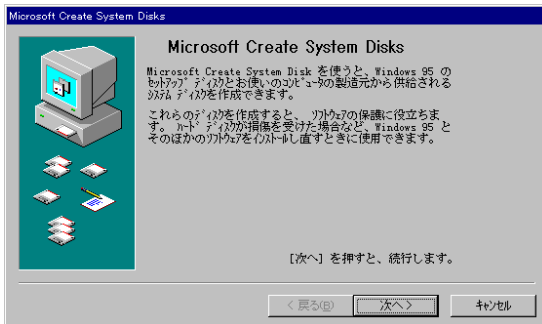 Microsoft Create System Disks
Microsoft Create System Disks
Microsoft Create System Disk を使うと、Windows 95 の
ｾｯﾄｱｯﾌﾟ ﾃﾞｨｽｸとお使いのｺﾝﾋﾟｭｰﾀの製造元から供給される
ｼｽﾃﾑ ﾃﾞｨｽｸを作成できます。
これらのﾃﾞｨｽｸを作成すると、 ｿﾌﾄｳｪｱの保護に役立ちま
す。 ﾊｰﾄﾞ ﾃﾞｨｽｸが損傷を受けた場合など、Windows 95 と
そのほかのｿﾌﾄｳｪｱをｲﾝｽﾄｰﾙし直すときに使用できます。
[次へ] を押すと、続行します。
< 戻る(B) 次へ > ｷｬﾝｾﾙ